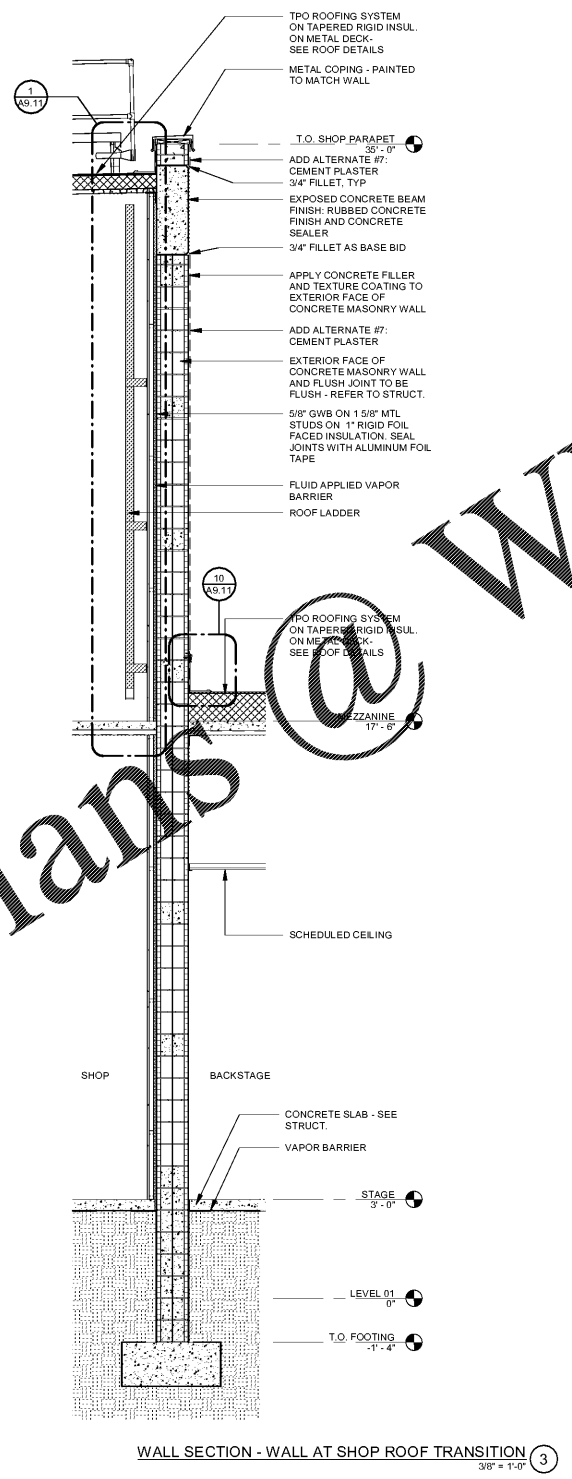 TPO ROOFING SYSTEM
ON TAPERED RIGID INSUL.
ON METAL DECK-
SEE ROOF DETAILS
METAL COPING - PAINTED
TO MATCH WALL
1
A9.11
T.O. SHOP PARAPET
35' - 0"
ADD ALTERNATE #7:
CEMENT PLASTER
3/4" FILLET, TYP
EXPOSED CONCRETE BEAM
FINISH: RUBBED CONCRETE
FINISH AND CONCRETE
SEALER
3/4" FILLET AS BASE BID
APPLY CONCRETE FILLER
AND TEXTURE COATING TO
EXTERIOR FACE OF
CONCRETE MASONRY WALL
ADD ALTERNATE #7:
CEMENT PLASTER
EXTERIOR FACE OF
CONCRETE MASONRY WALL
AND FLUSH JOINT TO BE
FLUSH - REFER TO STRUCT.
5/8" GWB ON 1 5/8" MTL
STUDS ON 1" RIGID FOIL
FACED INSULATION. SEAL
JOINTS WITH ALUMINUM FOIL
TAPE
FLUID APPLIED VAPOR
BARRIER
ROOF LADDER
10
A9.11
TPO ROOFING SYSTEM
ON TAPERED RIGID INSUL.
ON METAL DECK-
SEE ROOF DETAILS
MEZZANINE
17' - 6"
lans @ W
SCHEDULED CEILING
SHOP
BACKSTAGE
CONCRETE SLAB - SEE
STRUCT.
VAPOR BARRIER
STAGE
3' - 0"
LEVEL 01
0"
T.O. FOOTING
-1' - 4"
WALL SECTION - WALL AT SHOP ROOF TRANSITION
3/8" = 1'-0"
3